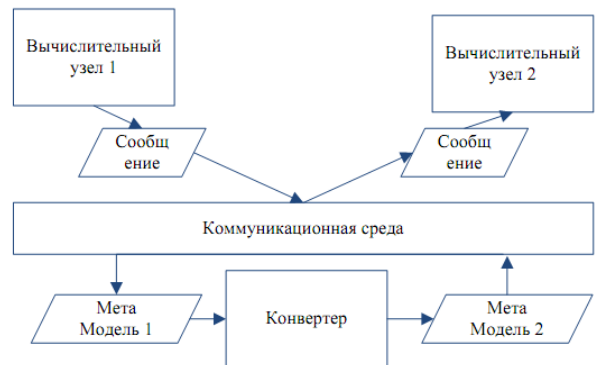 Вычислительный
узел 1
Вычислительный
узел 2
Сообщ
ение
Сообщ
ение
Коммуникационная среда
Мета
Модель 1
Конвертер
Мета
Модель 2